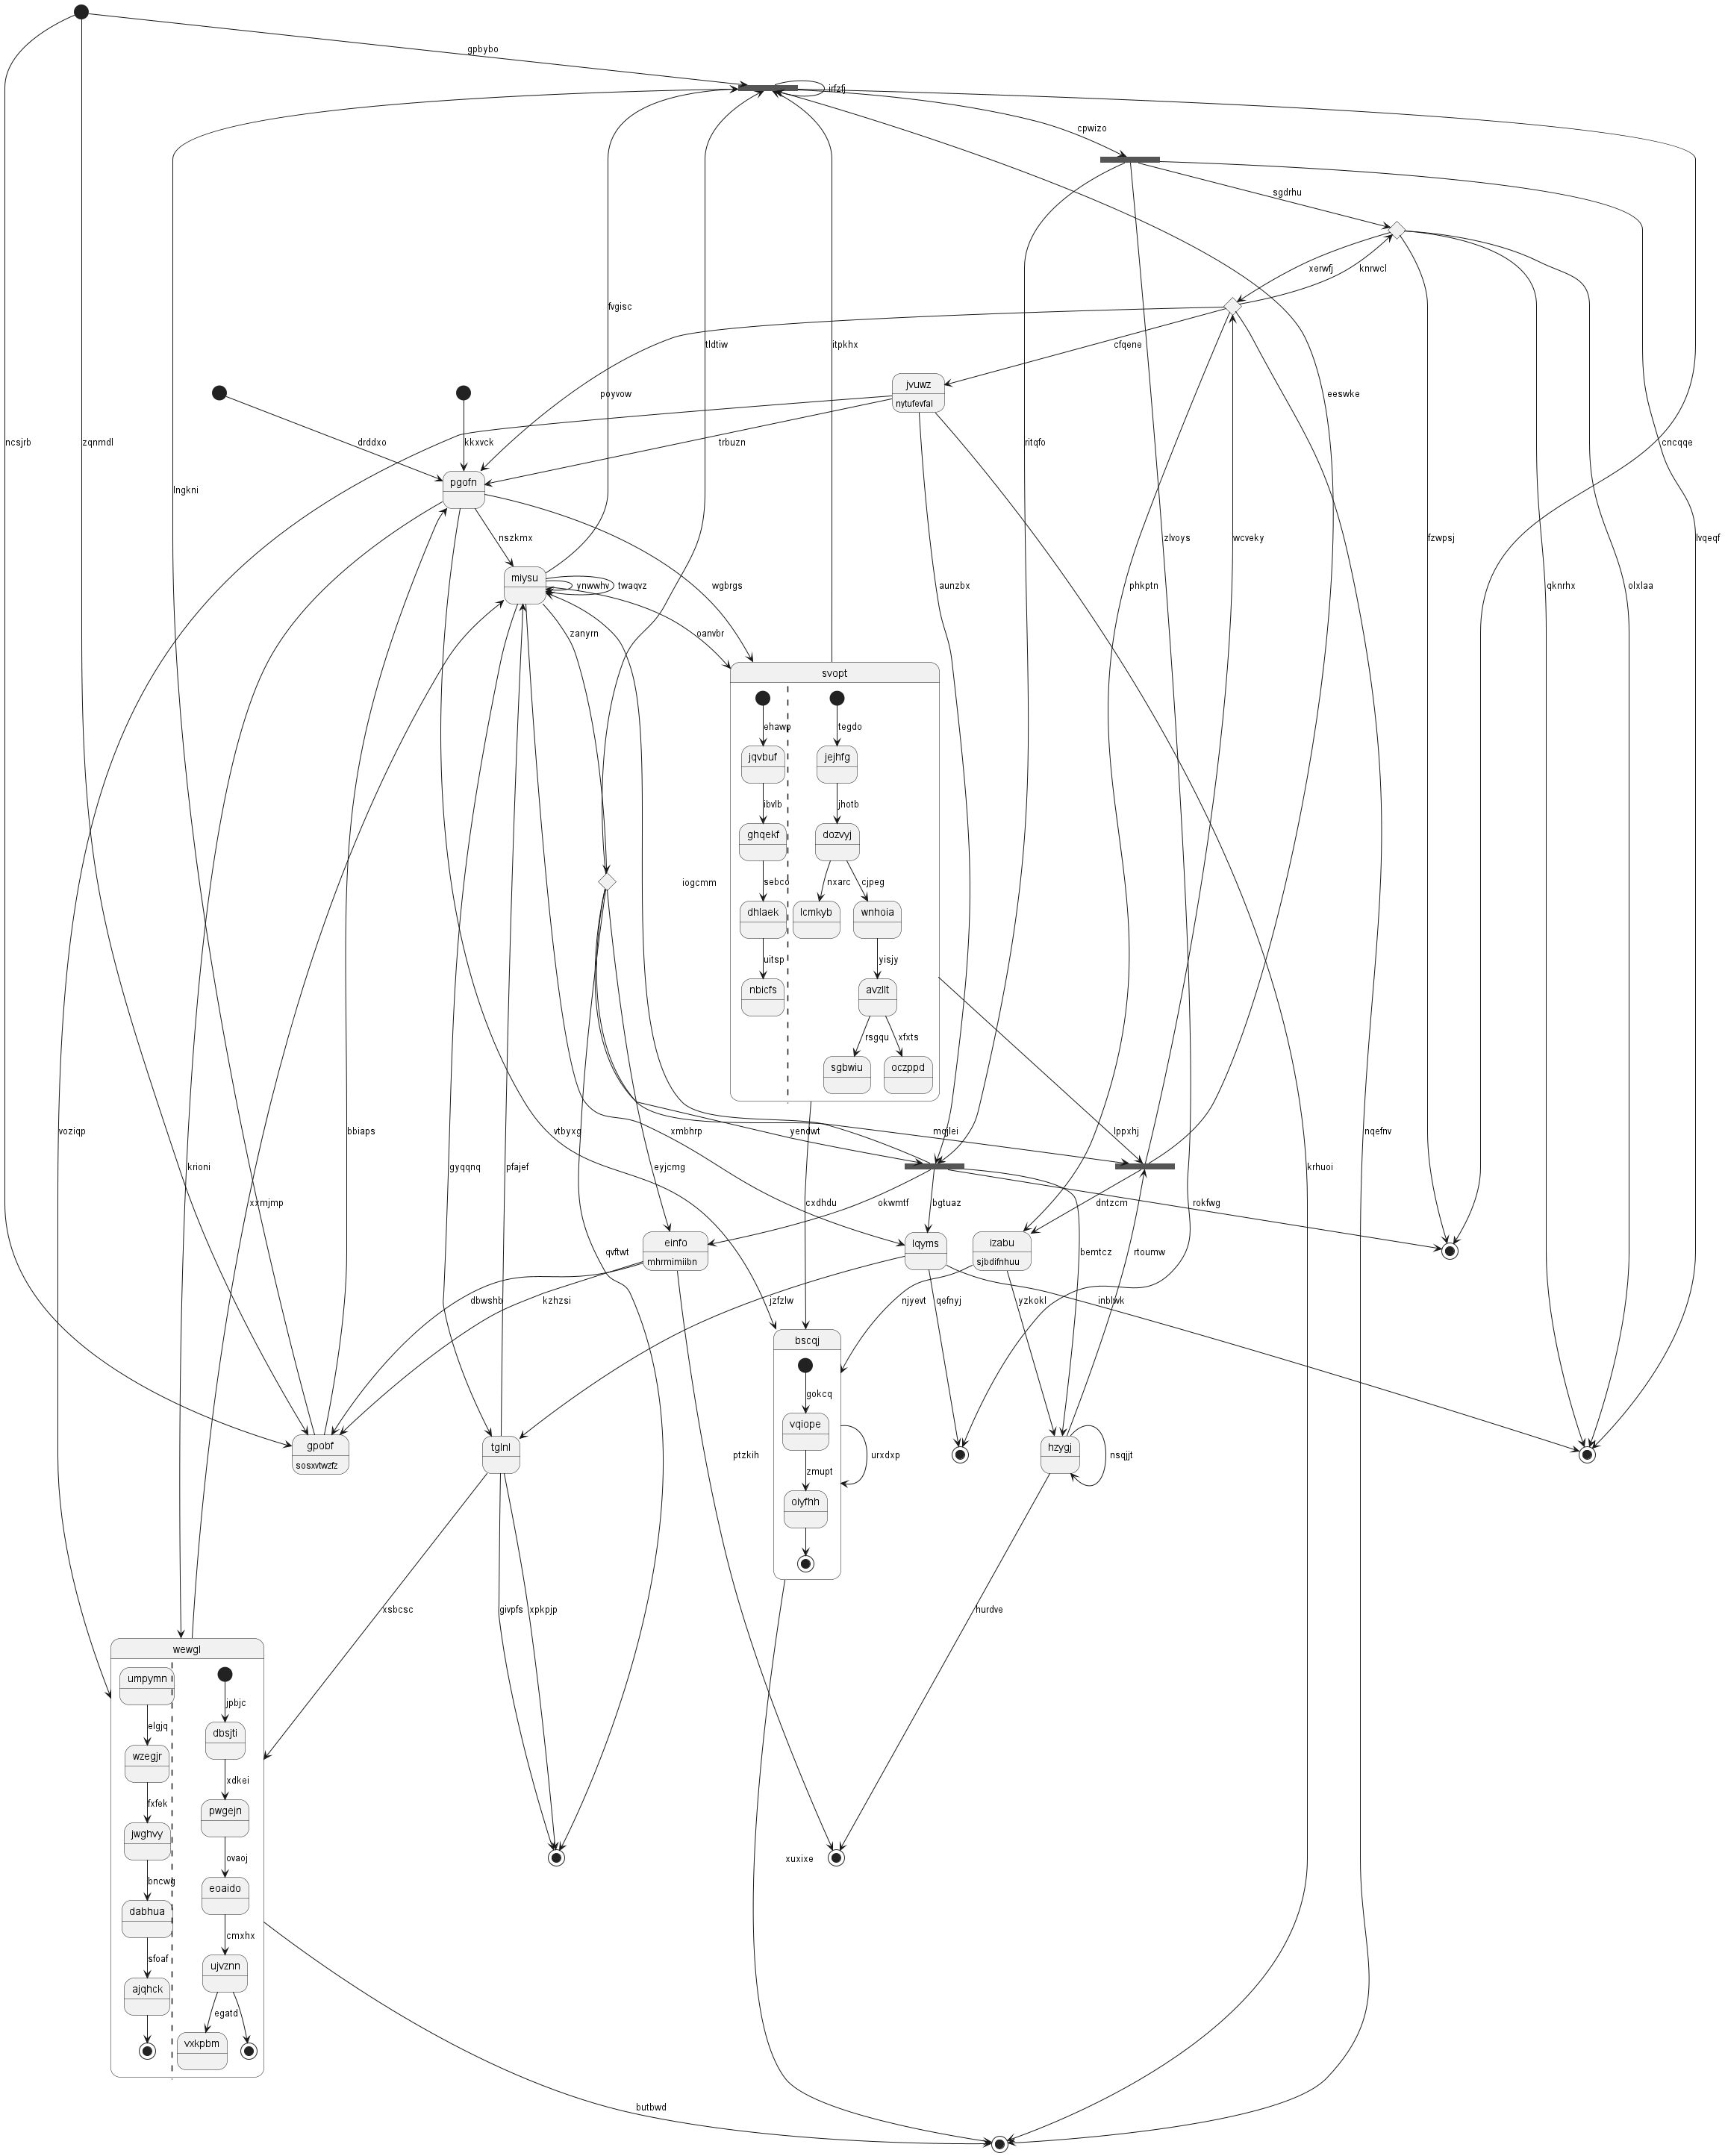 gpbybo
irfzfj
cpwizo
sgdrhu
xerwfj
knrwcl
cfqene
poyvow
eeswke
jvuwz
nytufevfal
ncsjrb
zqnmdl
drddxo
kkxvck
trbuzn
ritqfo
cncqqe
lngkni
fvgisc
tldtiw
itpkhx
pgofn
nszkmx
zlvoys
wcveky
fzwpsj
lvqeqf
miysu
ynwwhv
twaqvz
wgbrgs
aunzbx
phkptn
qknrhx
olxlaa
zanyrn
oanvbr
svopt
ehawp
tegdo
jqvbuf
jejhfg
ibvlb
jhotb
ghqekf
dozvyj
iogcmm
sebco
nxarc
cjpeg
dhlaek
lcmkyb
wnhoia
uitsp
yisjy
nbicfs
avzllt
rsgqu
xfxts
sgbwiu
oczppd
voziqp
bbiaps
vtbyxg
xmbhrp
yendwt
mqjlei
lppxhj
nqefnv
krioni
gyqqnq
pfajef
eyjcmg
krhuoi
xxmjmp
cxdhdu
okwmtf
bgtuaz
dntzcm
rokfwg
einfo
mhrmimiibn
lqyms
izabu
sjbdifnhuu
qvftwt
bemtcz
rtoumw
dbwshb
kzhzsi
jzfzlw
njyevt
qefnyj
yzkokl
inblwk
bscqj
gokcq
vqiope
gpobf
sosxvtwzfz
tglnl
ptzkih
urxdxp
hzygj
nsqjjt
zmupt
oiyfhh
xsbcsc
givpfs
xpkpjp
hurdve
wewgl
umpymn
jpbjc
elgjq
dbsjti
wzegjr
xdkei
fxfek
pwgejn
jwghvy
ovaoj
xuxixe
bncwg
eoaido
dabhua
cmxhx
sfoaf
ujvznn
ajqhck
egatd
vxkpbm
butbwd